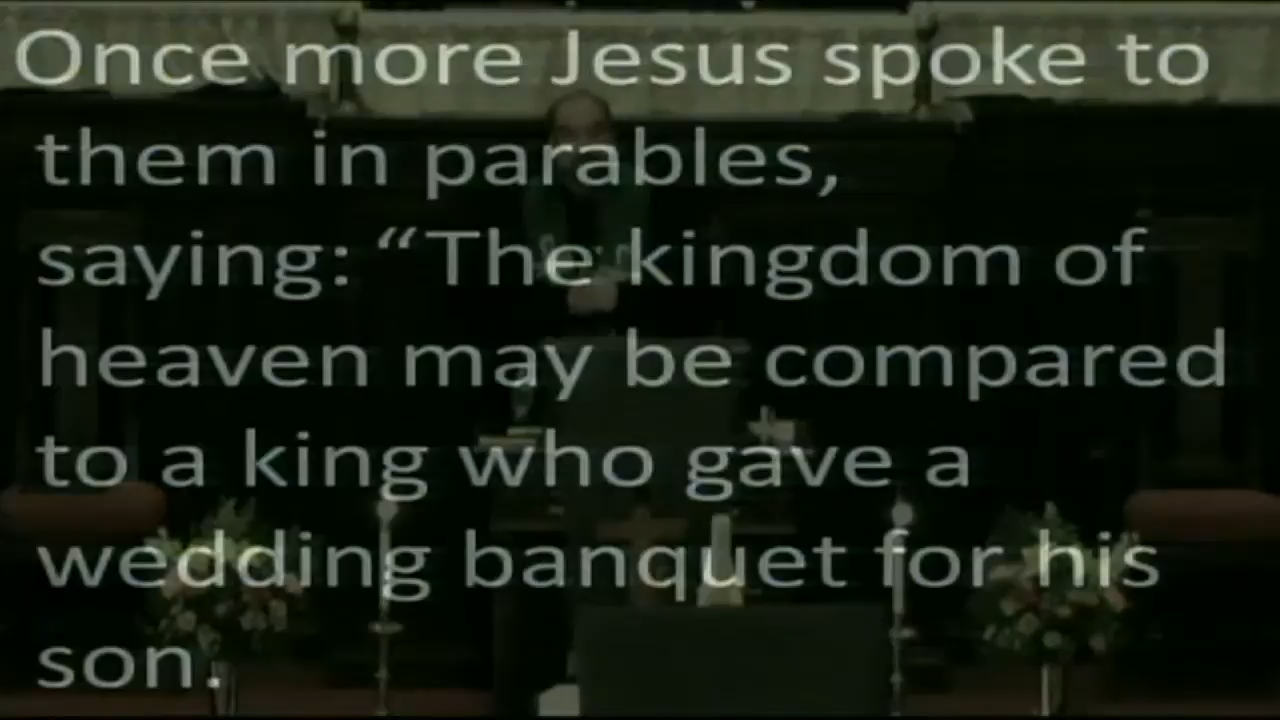 Once more Jesus spoke to
them in parables,
saying: “The kingdom of
heaven may be compared
to a king who gave a
wedding banquet for his
son.